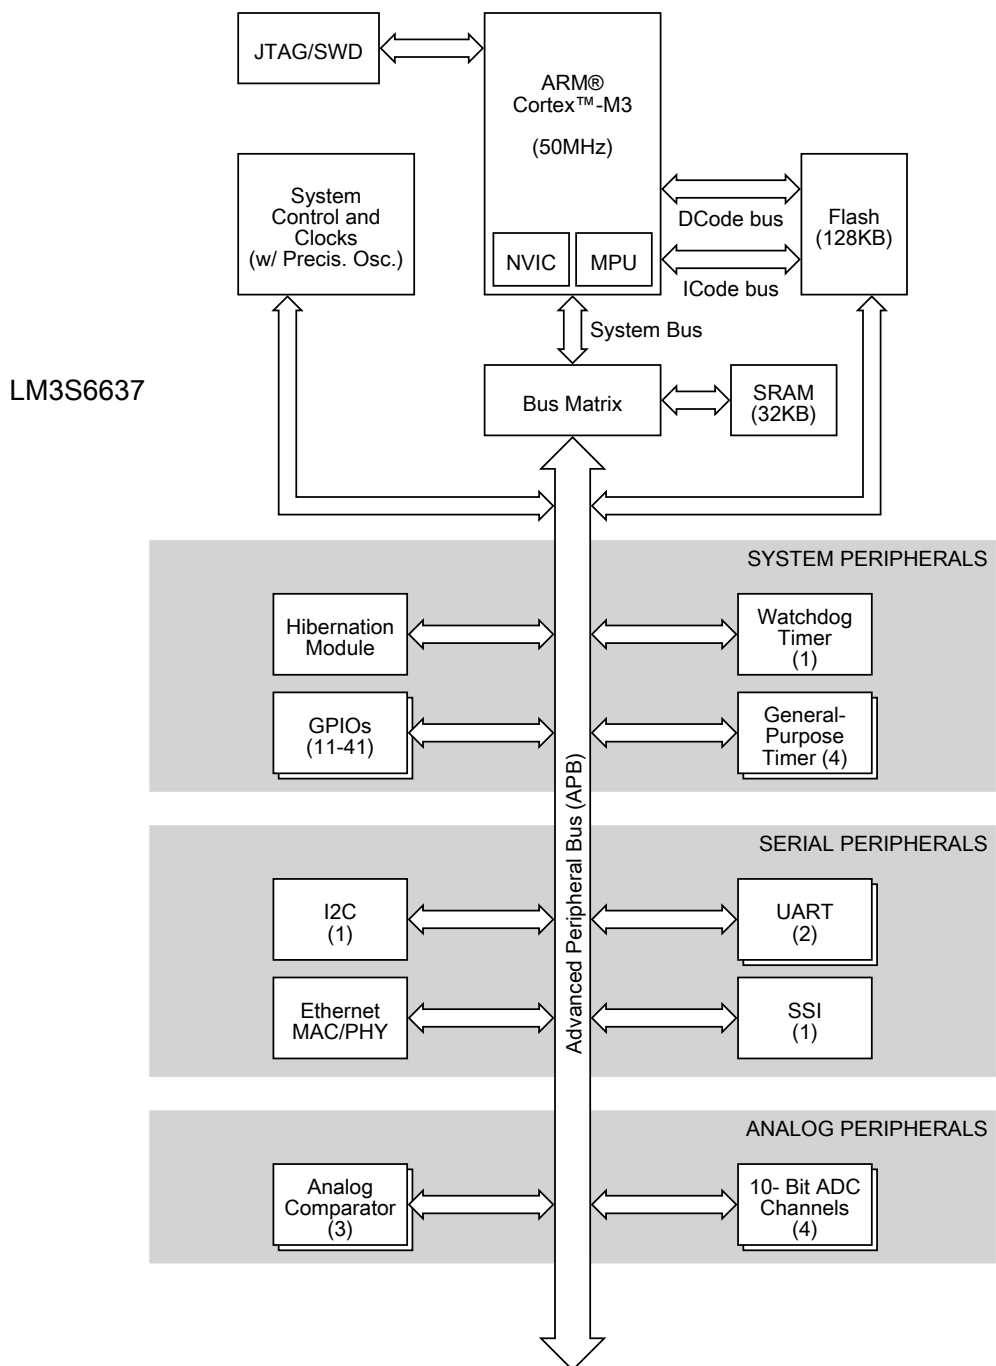 JTAG/SWD
ARM®
Cortex™-M3
(50MHz)
System
Control and
Clocks
(w/ Precis. Osc.)
NVIC
MPU
DCode bus
ICode bus
Flash
(128KB)
System Bus
LM3S6637
Bus Matrix
SRAM
(32KB)
SYSTEM PERIPHERALS
Hibernation
Module
Watchdog
Timer
(1)
GPIOs
(11-41)
General-
Purpose
Timer (4)
Advanced Peripheral Bus (APB)
SERIAL PERIPHERALS
I2C
(1)
UART
(2)
Ethernet
MAC/PHY
SSI
(1)
ANALOG PERIPHERALS
Analog
Comparator
(3)
10- Bit ADC
Channels
(4)